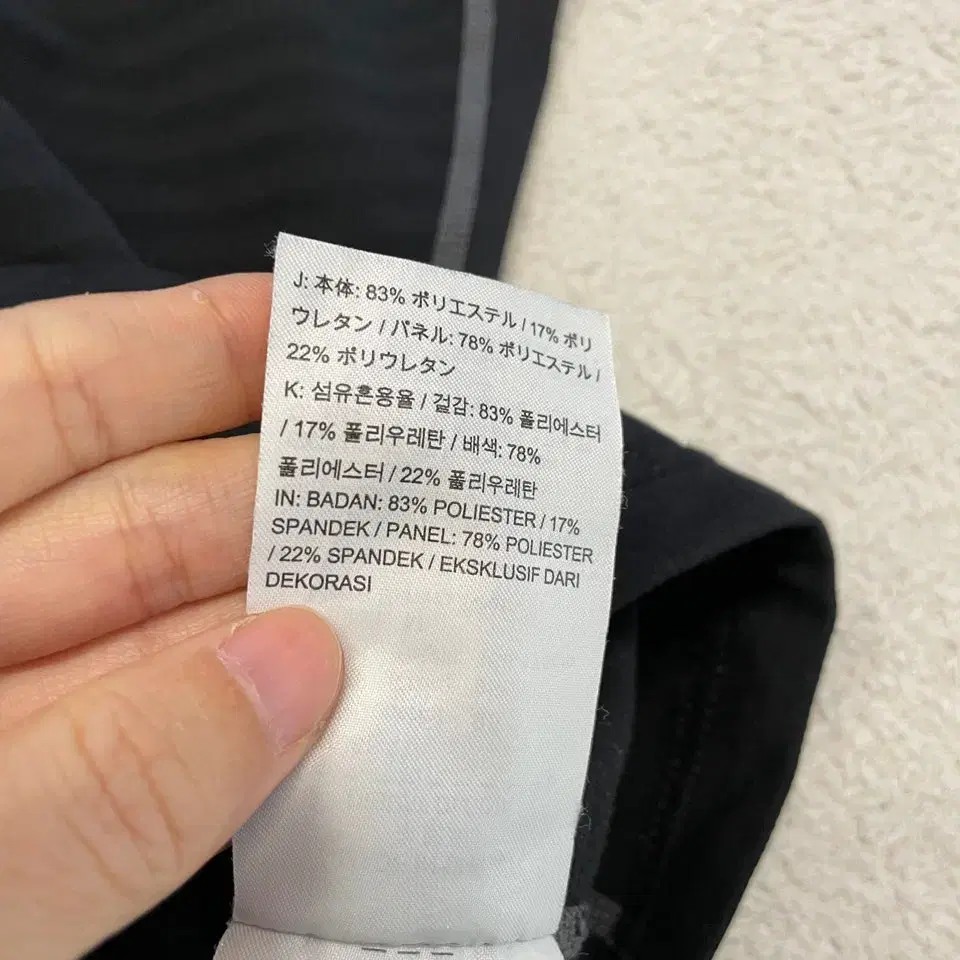 J: 本体: 83% ポリエステル / 17% ポリ
ウレタン / パネル: 78% ポリエステル /
22% ポリウレタン
K: 섬유혼용율 / 겉감: 83% 폴리에스터
/ 17% 폴리우레탄 / 배색: 78%
폴리에스터 / 22% 폴리우레탄
IN: BADAN: 83% POLIESTER / 17%
SPANDEK / PANEL: 78% POLIESTER
/ 22% SPANDEK / EKSKLUSIF DARI
DEKORASI